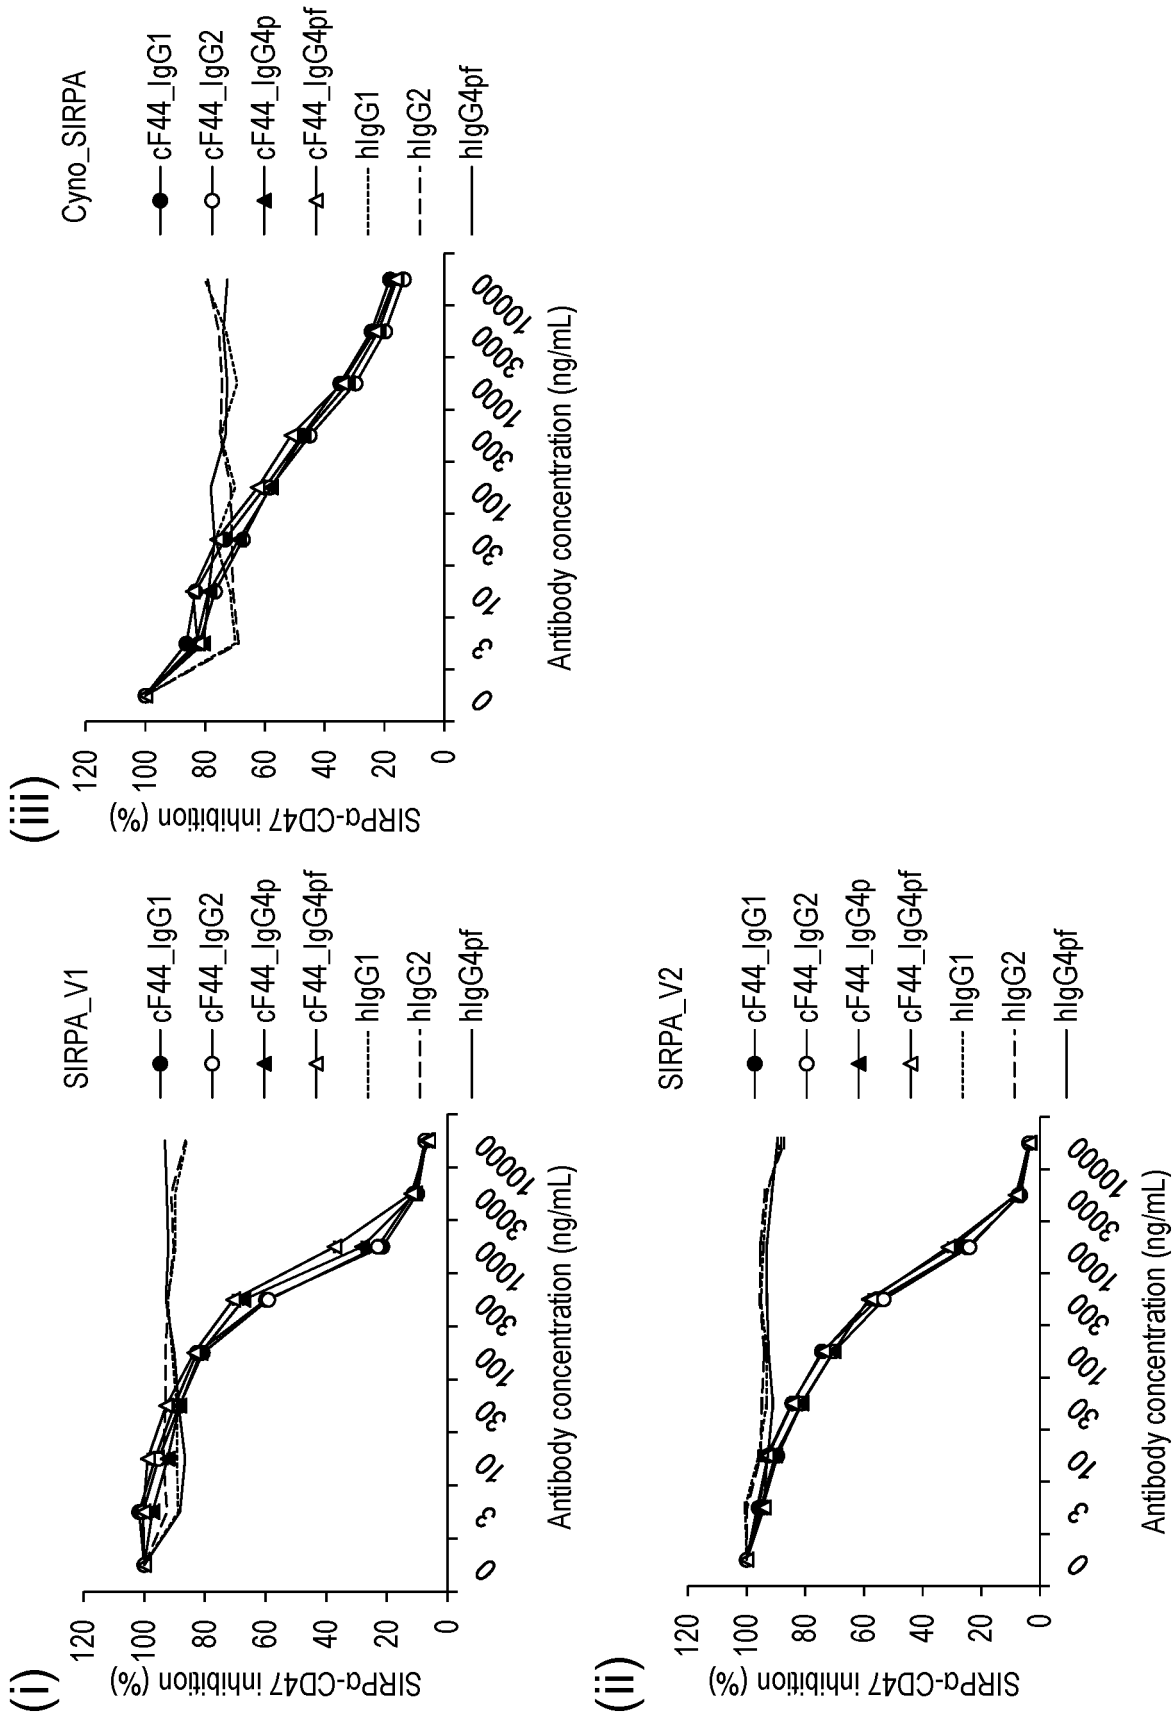 (i)
SIRPA_V1
SIRPα-CD47 inhibition (%)
120
100
80
60
40
20
0
0 3 10 30 100 300 1000 3000 10000
Antibody concentration (ng/mL)
cF44_IgG1
cF44_IgG2
cF44_IgG4p
cF44_IgG4pf
hIgG1
hIgG2
hIgG4pf
(ii)
SIRPA_V2
SIRPα-CD47 inhibition (%)
120
100
80
60
40
20
0
0 3 10 30 100 300 1000 3000 10000
Antibody concentration (ng/mL)
cF44_IgG1
cF44_IgG2
cF44_IgG4p
cF44_IgG4pf
hIgG1
hIgG2
hIgG4pf
(iii)
Cyno_SIRPA
SIRPα-CD47 inhibition (%)
120
100
80
60
40
20
0
0 3 10 30 100 300 1000 3000 10000
Antibody concentration (ng/mL)
cF44_IgG1
cF44_IgG2
cF44_IgG4p
cF44_IgG4pf
hIgG1
hIgG2
hIgG4pf